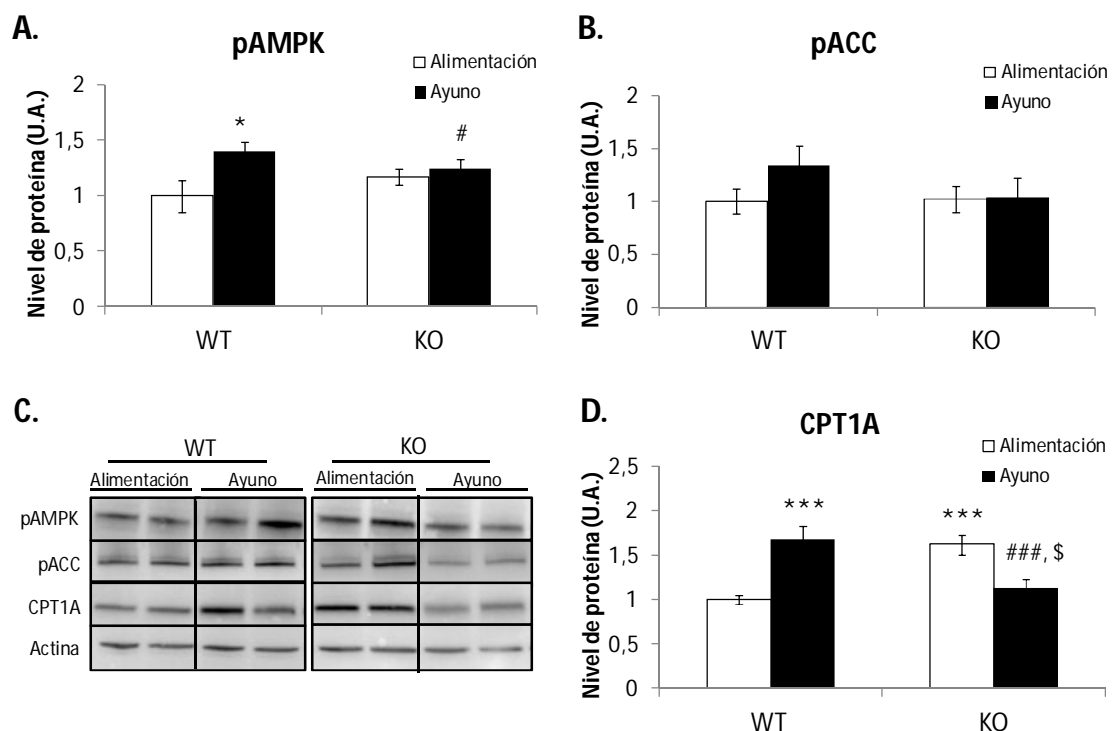 A.
pAMPK
Alimentación
Ayuno
Nivel de proteína (U.A.)
2
1,5
1
0,5
0
*
#
WT
KO
B.
pACC
Alimentación
Ayuno
Nivel de proteína (U.A.)
2
1,5
1
0,5
0
WT
KO
C.
WT
KO
Alimentación Ayuno Alimentación Ayuno
pAMPK
pACC
CPT1A
Actina
D.
CPT1A
Alimentación
Ayuno
Nivel de proteína (U.A.)
2,5
2
1,5
1
0,5
0
***
***
###, $
WT
KO